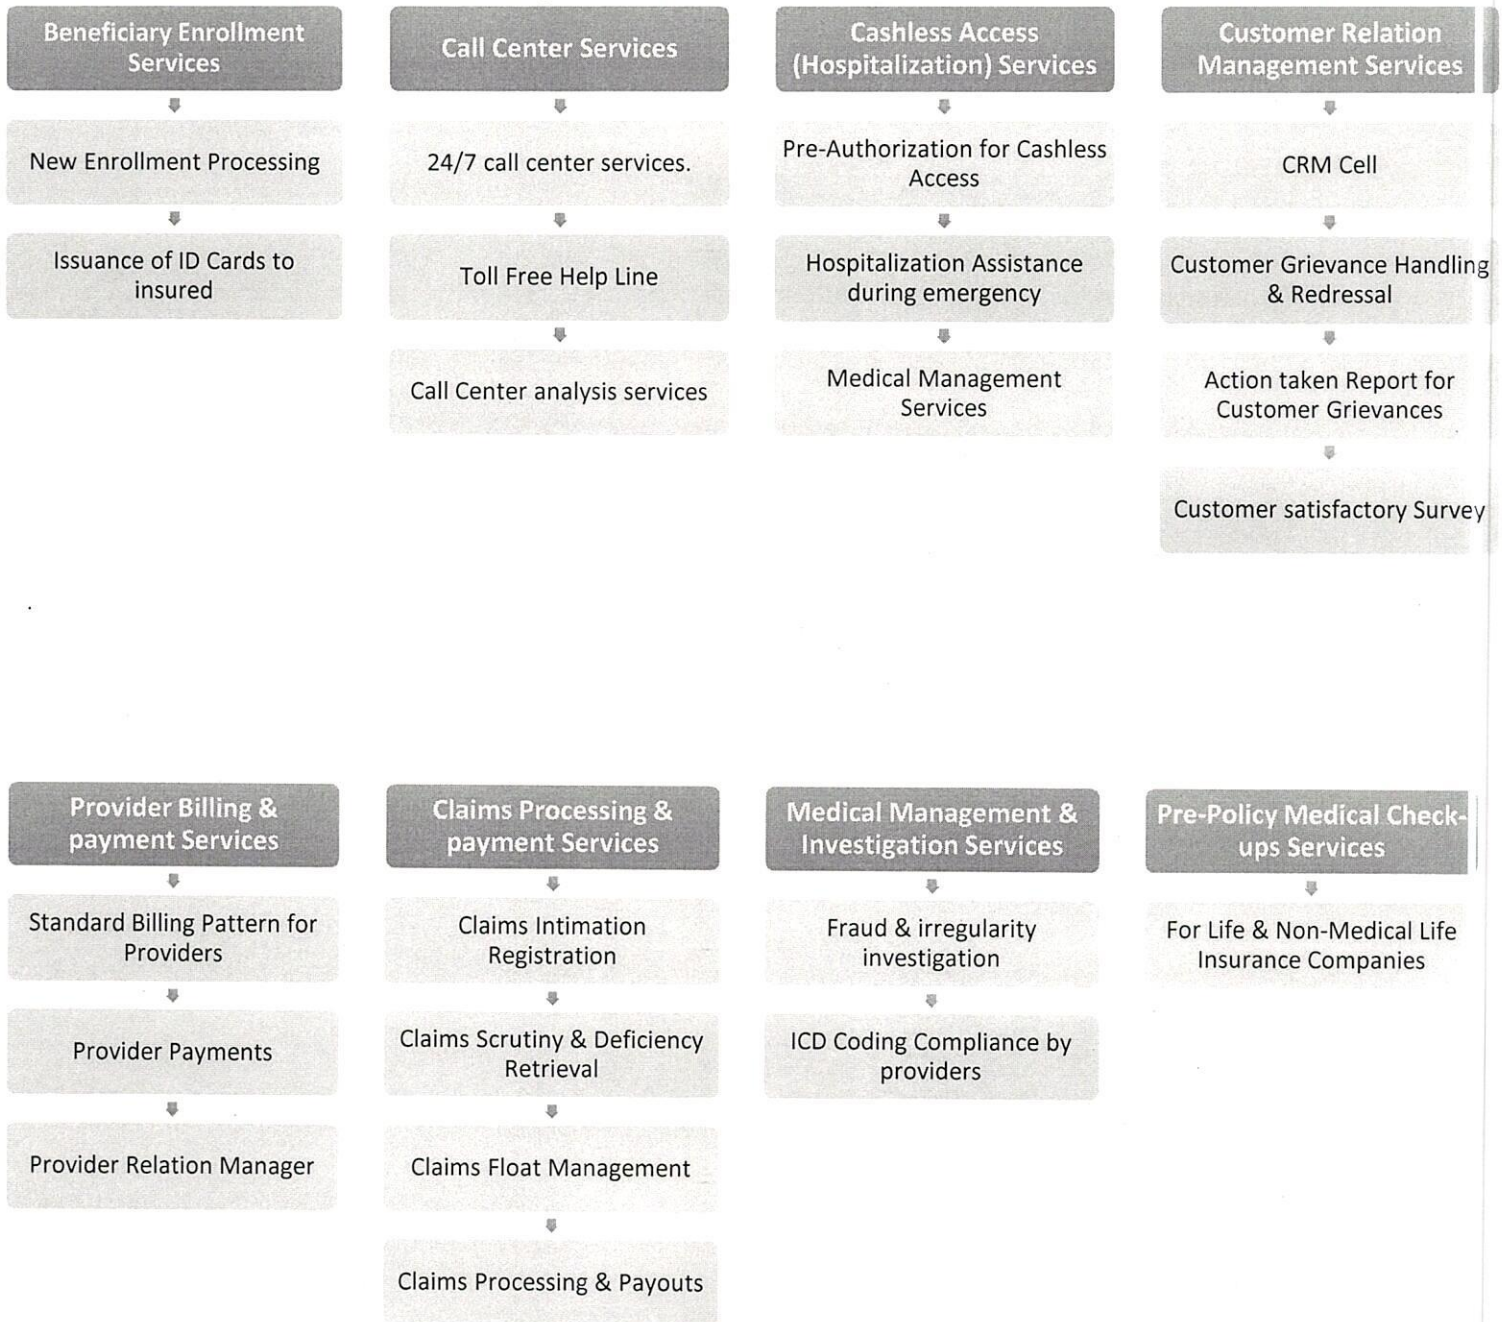 Beneficiary Enrollment
Services
New Enrollment Processing
Issuance of ID Cards to
insured
Call Center Services
24/7 call center services.
Toll Free Help Line
Call Center analysis services
Cashless Access
(Hospitalization) Services
Pre-Authorization for Cashless
Access
Hospitalization Assistance
during emergency
Medical Management
Services
Customer Relation
Management Services
CRM Cell
Customer Grievance Handling
& Redressal
Action taken Report for
Customer Grievances
Customer satisfactory Survey
Provider Billing &
payment Services
Standard Billing Pattern for
Providers
Provider Payments
Provider Relation Manager
Claims Processing &
payment Services
Claims Intimation
Registration
Claims Scrutiny & Deficiency
Retrieval
Claims Float Management
Claims Processing & Payouts
Medical Management &
Investigation Services
Fraud & irregularity
investigation
ICD Coding Compliance by
providers
Pre-Policy Medical Check-
ups Services
For Life & Non-Medical Life
Insurance Companies